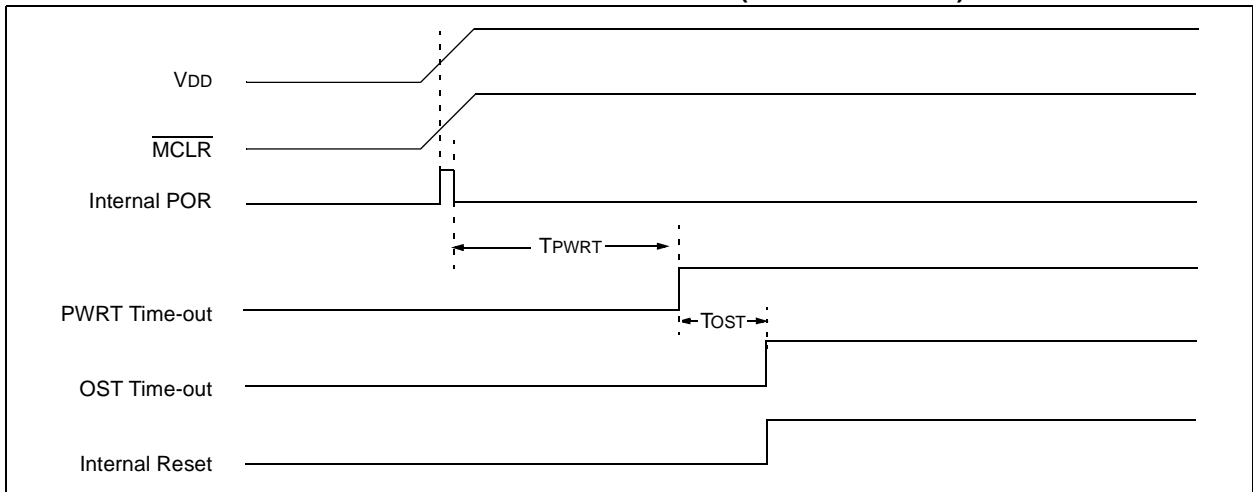 VDD
MCLR
Internal POR
TPWRT
PWRT Time-out
TOST
OST Time-out
Internal Reset